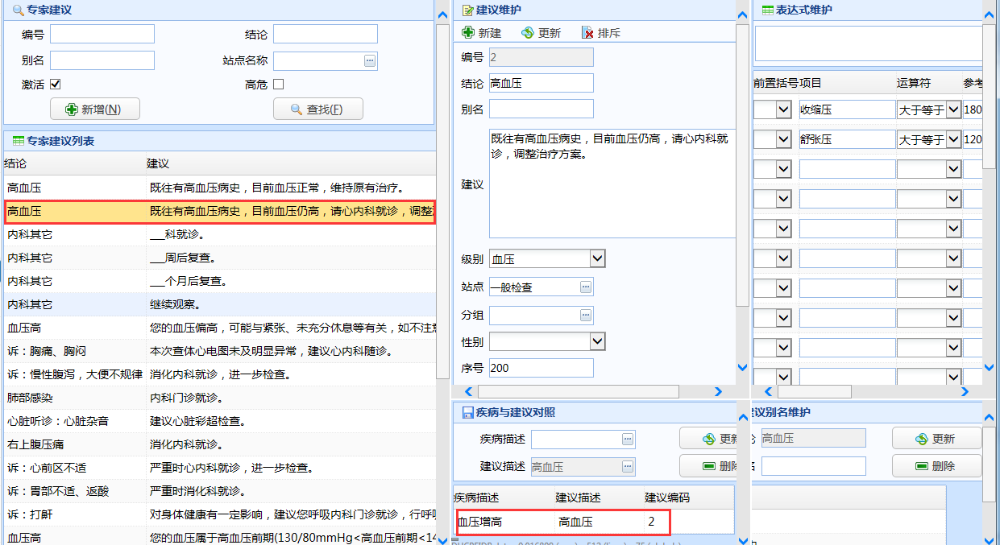 专家建议
编号
结论
别名
站点名称
激活
高危
新增(N)
查找(F)
专家建议列表
结论 建议
高血压 既往有高血压病史，目前血压正常，维持原有治疗。
高血压 既往有高血压病史，目前血压仍高，请心内科就诊，调整
内科其它 ___科就诊。
内科其它 ___周后复查。
内科其它 ___个月后复查。
内科其它 继续观察。
血压高 您的血压偏高，可能与紧张、未充分休息等有关，如不注意
诉：胸痛、胸闷 本次查体心电图未及明显异常，建议心内科随诊。
诉：慢性腹泻，大便不规律 消化内科就诊，进一步检查。
肺部感染 内科门诊就诊。
心脏听诊：心脏杂音 建议心脏彩超检查。
右上腹压痛 消化内科就诊。
诉：心前区不适 严重时心内科就诊，进一步检查。
诉：胃部不适、返酸 严重时消化科就诊。
诉：打鼾 对身体健康有一定影响，建议您呼吸内科门诊就诊，行呼吸
血压高 您的血压属于高血压前期(130/80mmHg<高血压前期<14
建议维护
新建 更新 排斥
编号 2
结论 高血压
别名
建议
既往有高血压病史，目前血压仍高，请心内科就
诊，调整治疗方案。
级别 血压
站点 一般检查
分组
性别
序号 200
疾病与建议对照
疾病描述
更新
建议描述 高血压
删除
疾病描述 建议描述 建议编码
血压增高 高血压 2
表达式维护
前置括号 项目 运算符 参考
收缩压 大于等于 180
舒张压 大于等于 120
建议别名维护
论 高血压 更新
名 删除